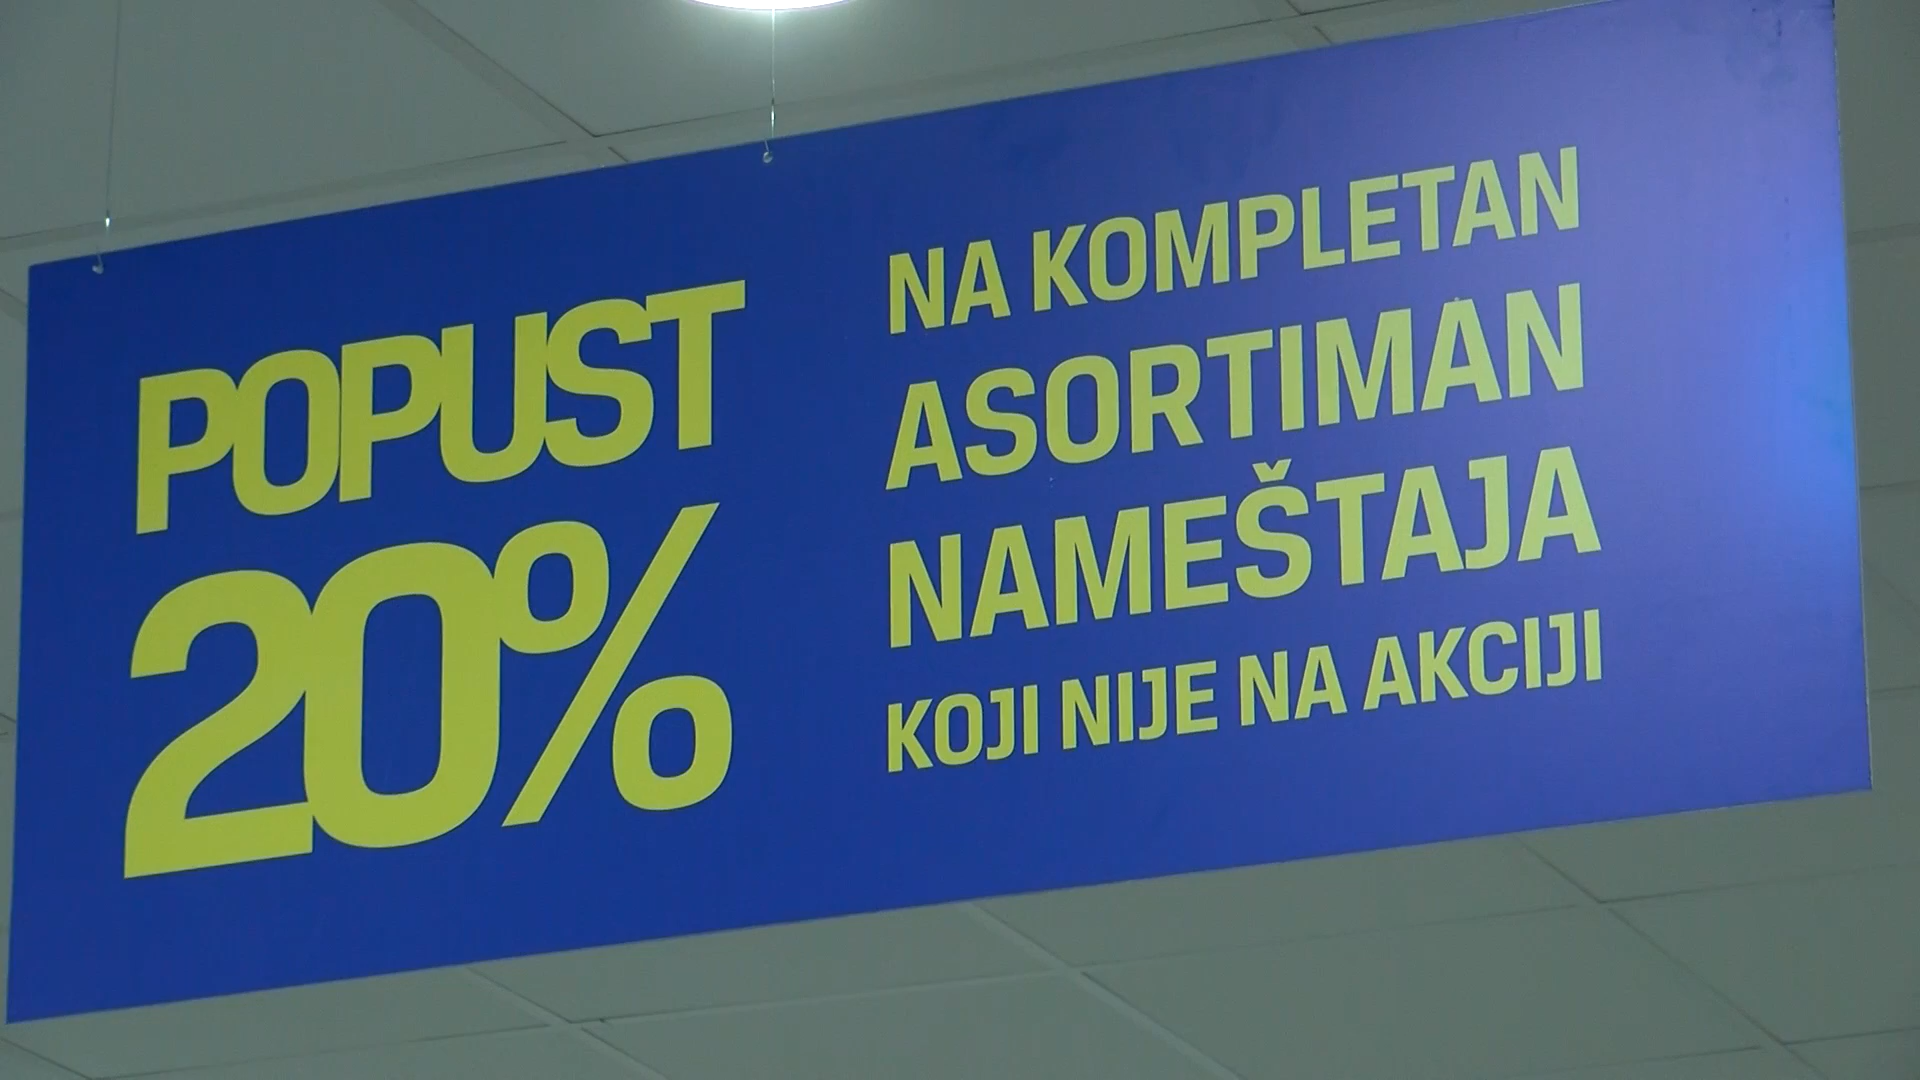 POPUST
20%
NA KOMPLETAN
ASORTIMAN
NAMEŠTAJA
KOJI NIJE NA AKCIJI